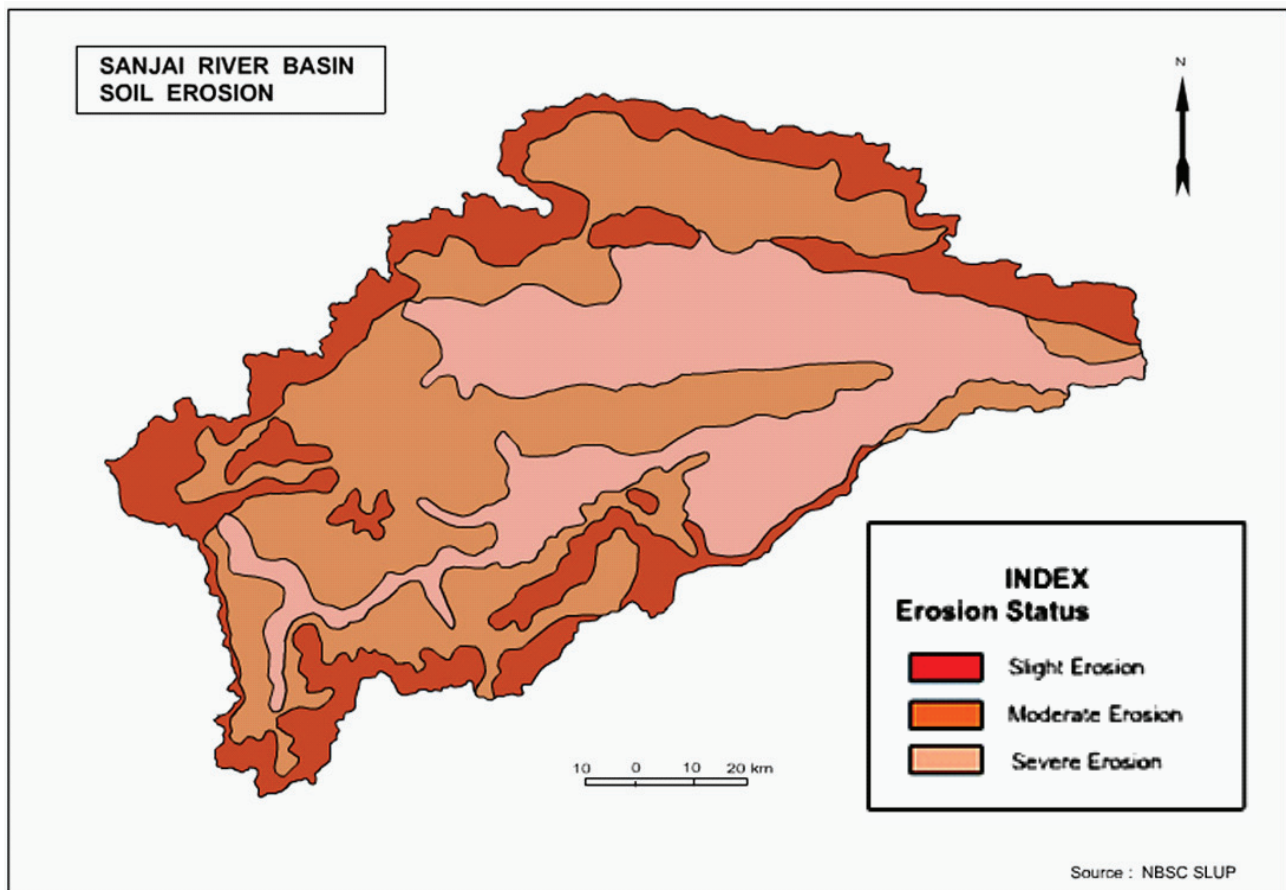 SANJAI RIVER BASIN
SOIL EROSION
N
INDEX
Erosion Status
Slight Erosion
Moderate Erosion
Severe Erosion
10 0 10 20 km
Source : NBSC SLUP